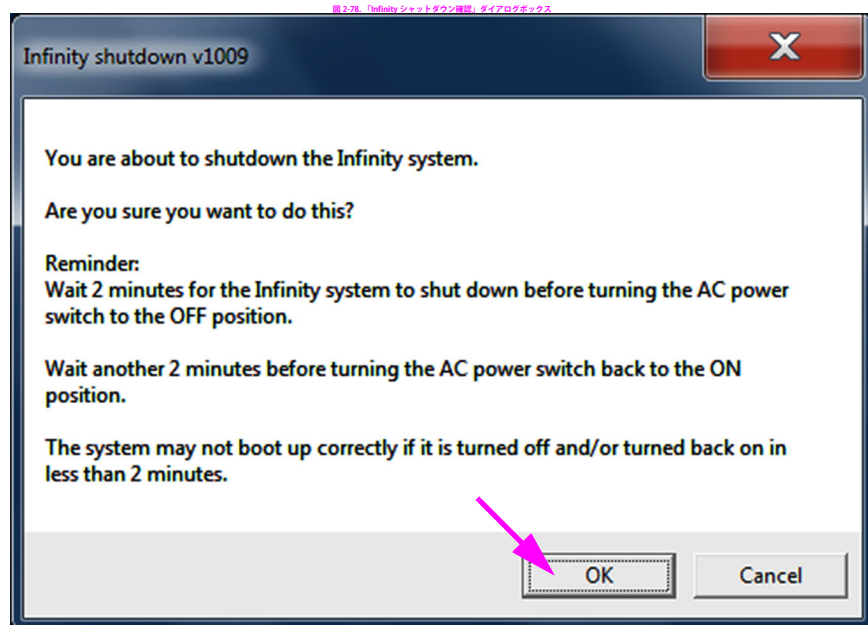 図 2-78. 「Infinity シャットダウン確認」ダイアログボックス
Infinity shutdown v1009
You are about to shutdown the Infinity system.
Are you sure you want to do this?
Reminder:
Wait 2 minutes for the Infinity system to shut down before turning the AC power
switch to the OFF position.
Wait another 2 minutes before turning the AC power switch back to the ON
position.
The system may not boot up correctly if it is turned off and/or turned back on in
less than 2 minutes.
OK
Cancel